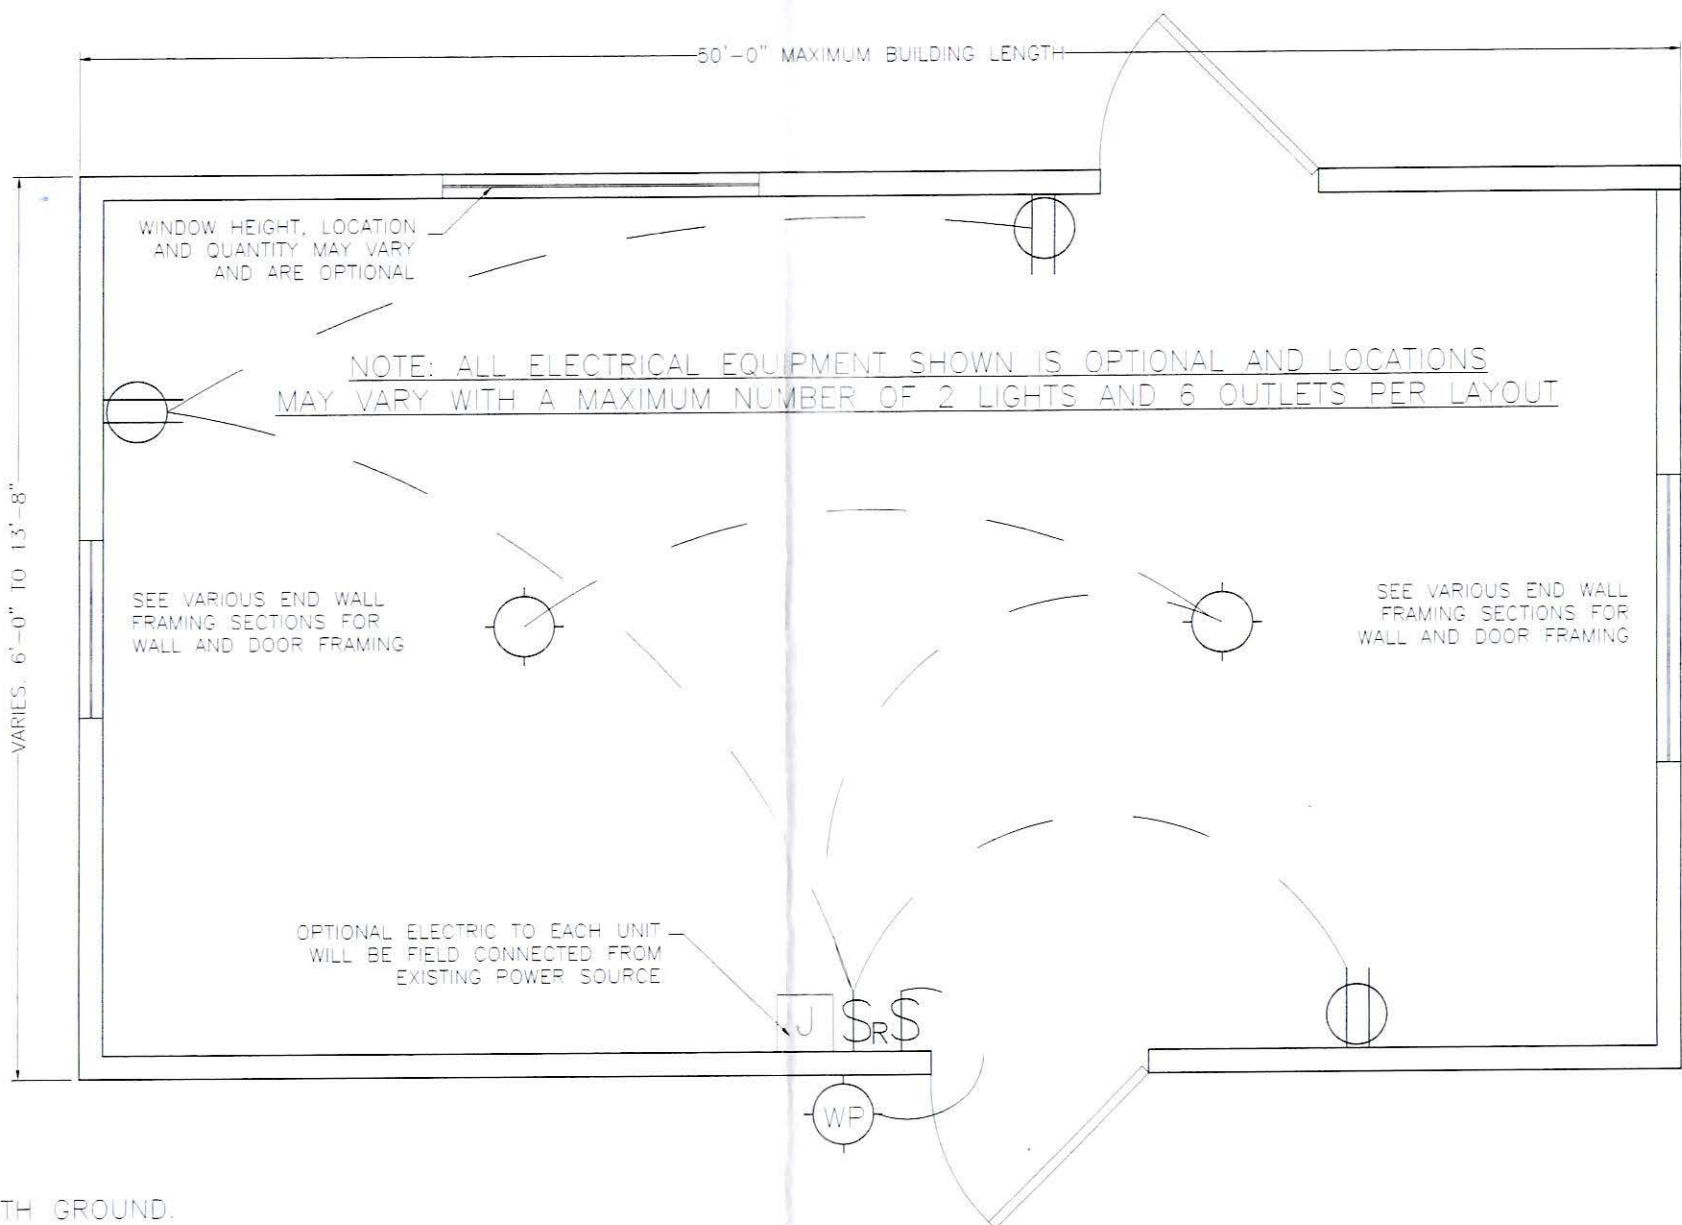 50'-0" MAXIMUM BUILDING LENGTH
WINDOW HEIGHT, LOCATION
AND QUANTITY MAY VARY
AND ARE OPTIONAL
NOTE: ALL ELECTRICAL EQUIPMENT SHOWN IS OPTIONAL AND LOCATIONS
MAY VARY WITH A MAXIMUM NUMBER OF 2 LIGHTS AND 6 OUTLETS PER LAYOUT
VARIES. 6'-0" TO 13'-8"
SEE VARIOUS END WALL
FRAMING SECTIONS FOR
WALL AND DOOR FRAMING
SEE VARIOUS END WALL
FRAMING SECTIONS FOR
WALL AND DOOR FRAMING
OPTIONAL ELECTRIC TO EACH UNIT
WILL BE FIELD CONNECTED FROM
EXISTING POWER SOURCE
J SRS
WP
TH GROUND.